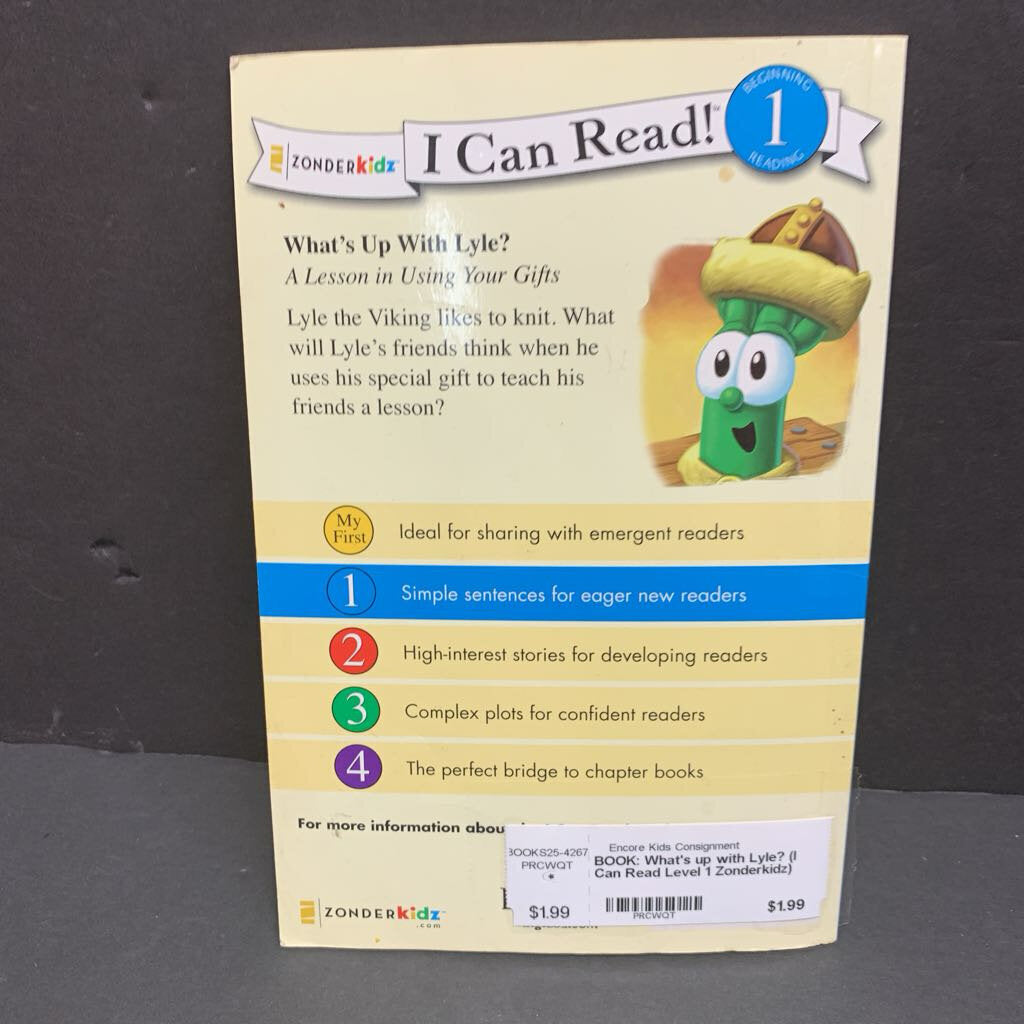 ZONDERkidz™ I Can Read!™
BEGINNING
1
READING
What's Up With Lyle?
A Lesson in Using Your Gifts
Lyle the Viking likes to knit. What
will Lyle's friends think when he
uses his special gift to teach his
friends a lesson?
My First Ideal for sharing with emergent readers
1 Simple sentences for eager new readers
2 High-interest stories for developing readers
3 Complex plots for confident readers
4 The perfect bridge to chapter books
For more information
BOOKS25-4267 Encore Kids Consignment
PRCWQT BOOK: What's up with Lyle? (I
Can Read Level 1 Zonderkidz)
$1.99 PRCWQT $1.99
ZONDERkidz™
.com